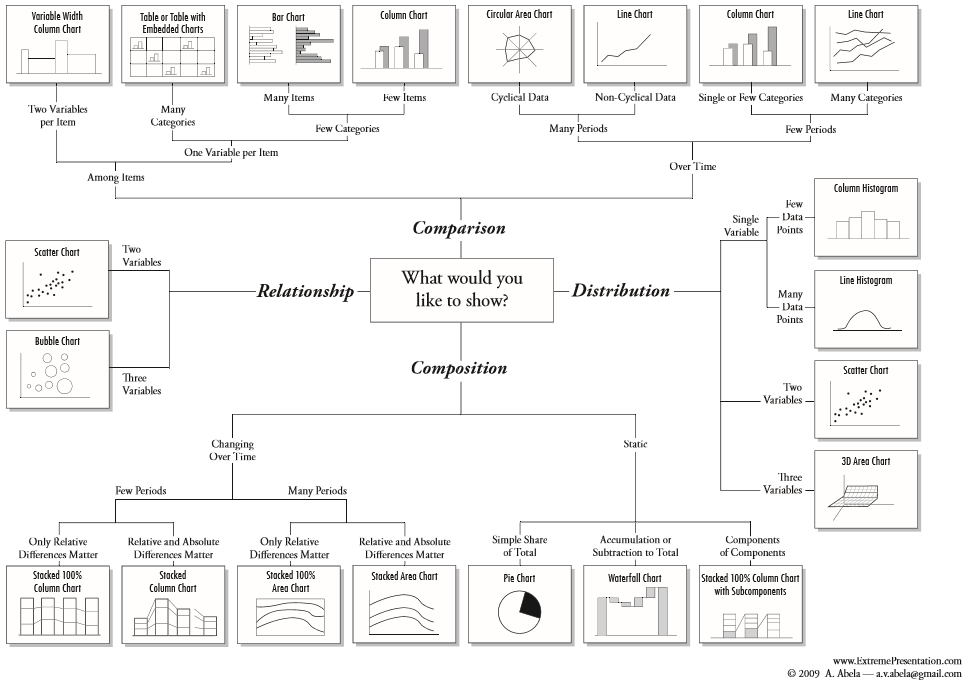 Variable Width
Column Chart
Table or Table with
Embedded Charts
Bar Chart
Column Chart
Circular Area Chart
Line Chart
Column Chart
Line Chart
Two Variables
per Item
Many
Categories
Many Items
Few Items
Cyclical Data
Non-Cyclical Data
Single or Few Categories
Many Categories
Few Categories
Many Periods
Few Periods
One Variable per Item
Over Time
Among Items
Comparison
Single
Variable
Few
Data
Points
Column Histogram
Scatter Chart
Two
Variables
Relationship
What would you
like to show?
Distribution
Many
Data
Points
Line Histogram
Bubble Chart
Three
Variables
Composition
Two
Variables
Scatter Chart
Changing
Over Time
Static
Three
Variables
3D Area Chart
Few Periods
Many Periods
Only Relative
Differences Matter
Relative and Absolute
Differences Matter
Only Relative
Differences Matter
Relative and Absolute
Differences Matter
Simple Share
of Total
Accumulation or
Subtraction to Total
Components
of Components
Stacked 100%
Column Chart
Stacked
Column Chart
Stacked 100%
Area Chart
Stacked Area Chart
Pie Chart
Waterfall Chart
Stacked 100% Column Chart
with Subcomponents
www.ExtremePresentation.com
© 2009 A. Abela — a.v.abela@gmail.com